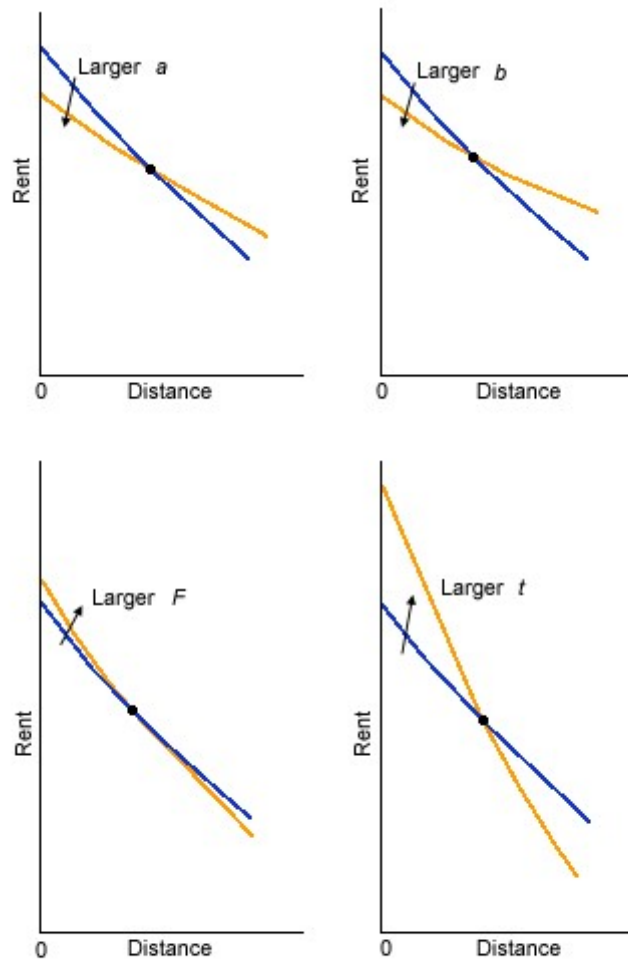 Larger a
Rent
0 Distance
Larger b
Rent
0 Distance
Larger F
Rent
0 Distance
Larger t
Rent
0 Distance